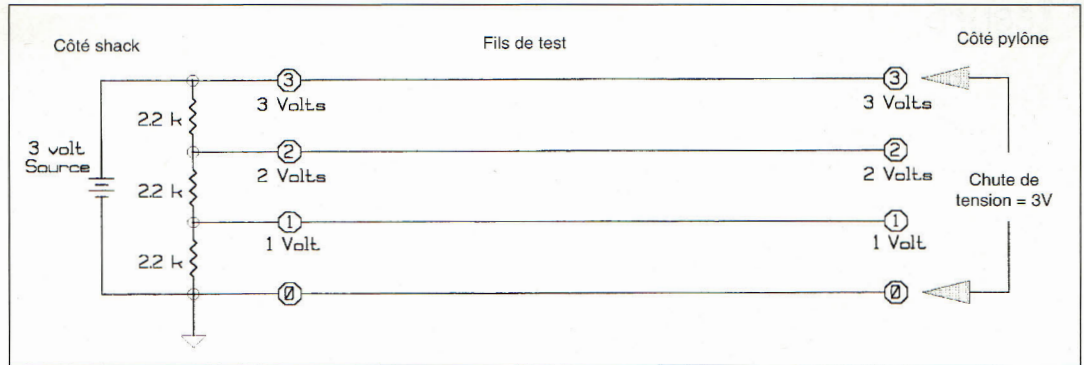 Côté shack
Fils de test
Côté pylône
3
3
3 Volts
3 Volts
2.2 k
3 volt
Source
2
2
2 Volts
2 Volts
2.2 k
Chute de
tension = 3V
1
1
1 Volt
1 Volt
2.2 k
0
0